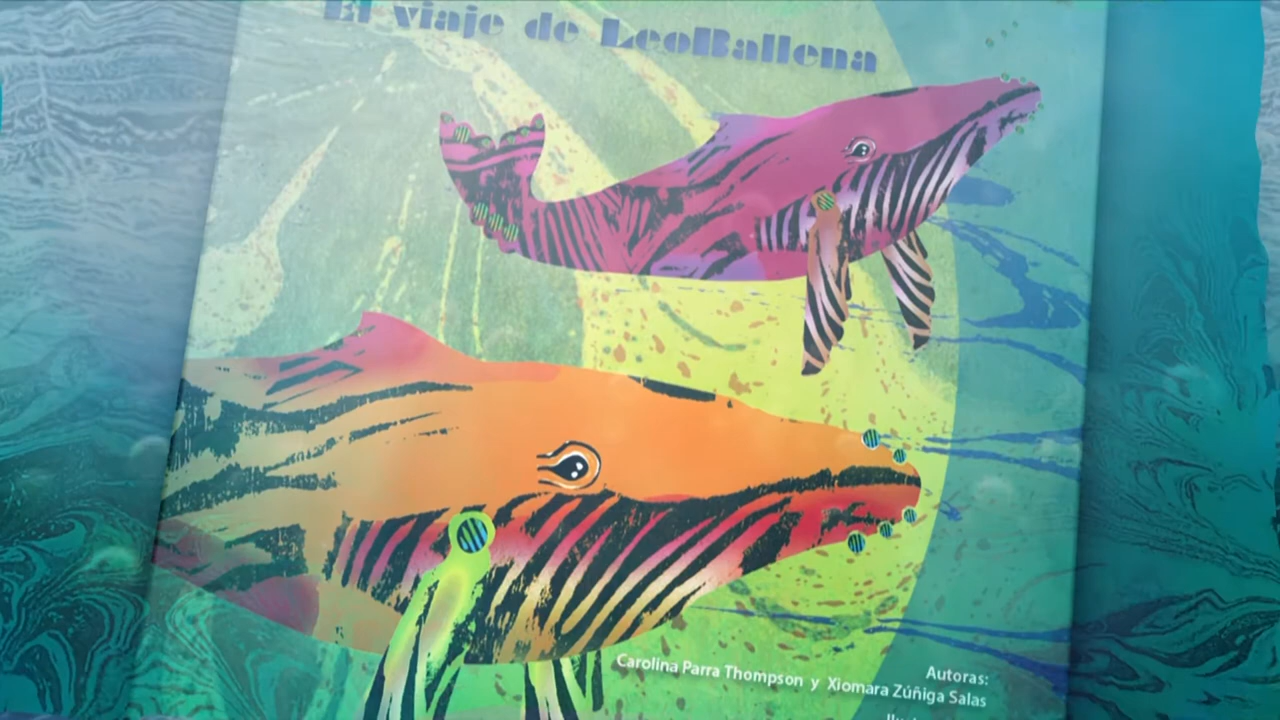 El viaje de LeoBallena
Autoras:
Carolina Parra Thompson y Xiomara Zúñiga Salas